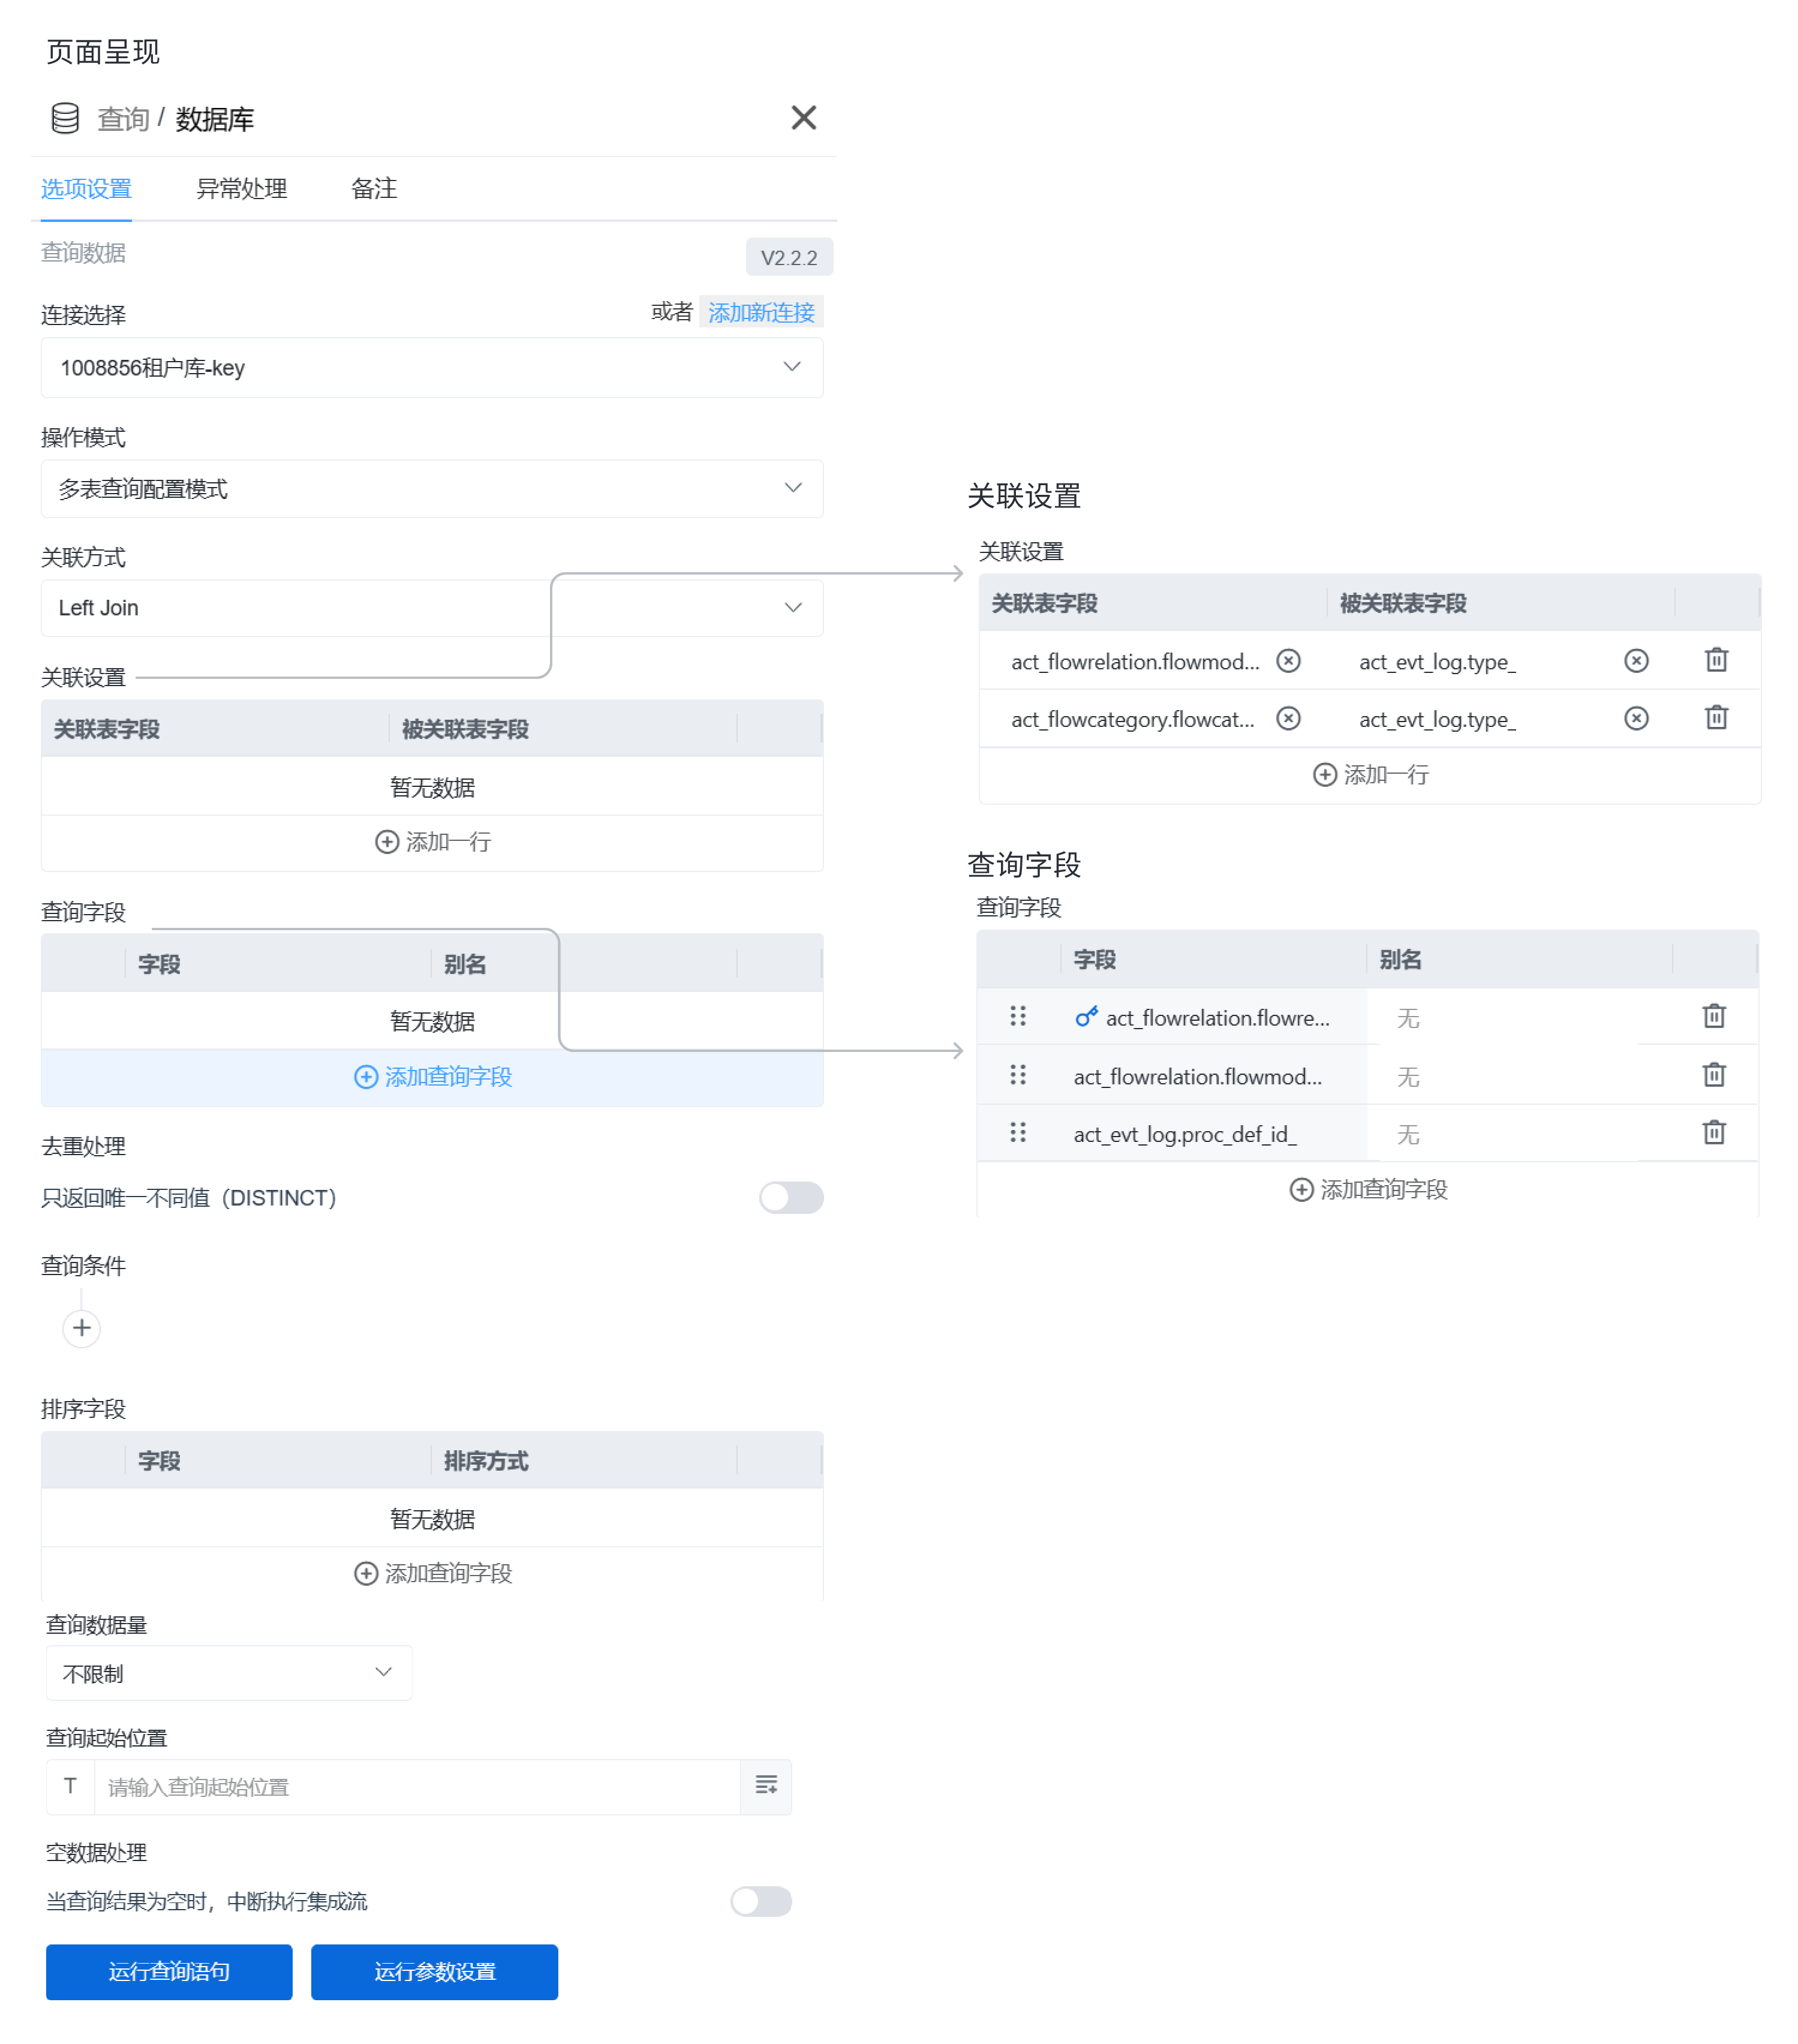 页面呈现
查询 / 数据库
选项设置 异常处理 备注
查询数据 V2.2.2
连接选择 或者 添加新连接
1008856租户库-key
操作模式
多表查询配置模式
关联方式
Left Join
关联设置
关联表字段 被关联表字段
暂无数据
添加一行
查询字段
字段 别名
暂无数据
添加查询字段
去重处理
只返回唯一不同值（DISTINCT）
查询条件
排序字段
字段 排序方式
暂无数据
添加查询字段
查询数据量
不限制
查询起始位置
T 请输入查询起始位置
空数据处理
当查询结果为空时，中断执行集成流
运行查询语句 运行参数设置
关联设置
关联设置
关联表字段 被关联表字段
act_flowrelation.flowmod... act_evt_log.type_
act_flowcategory.flowcat... act_evt_log.type_
添加一行
查询字段
查询字段
字段 别名
act_flowrelation.flowre... 无
act_flowrelation.flowmod... 无
act_evt_log.proc_def_id_ 无
添加查询字段